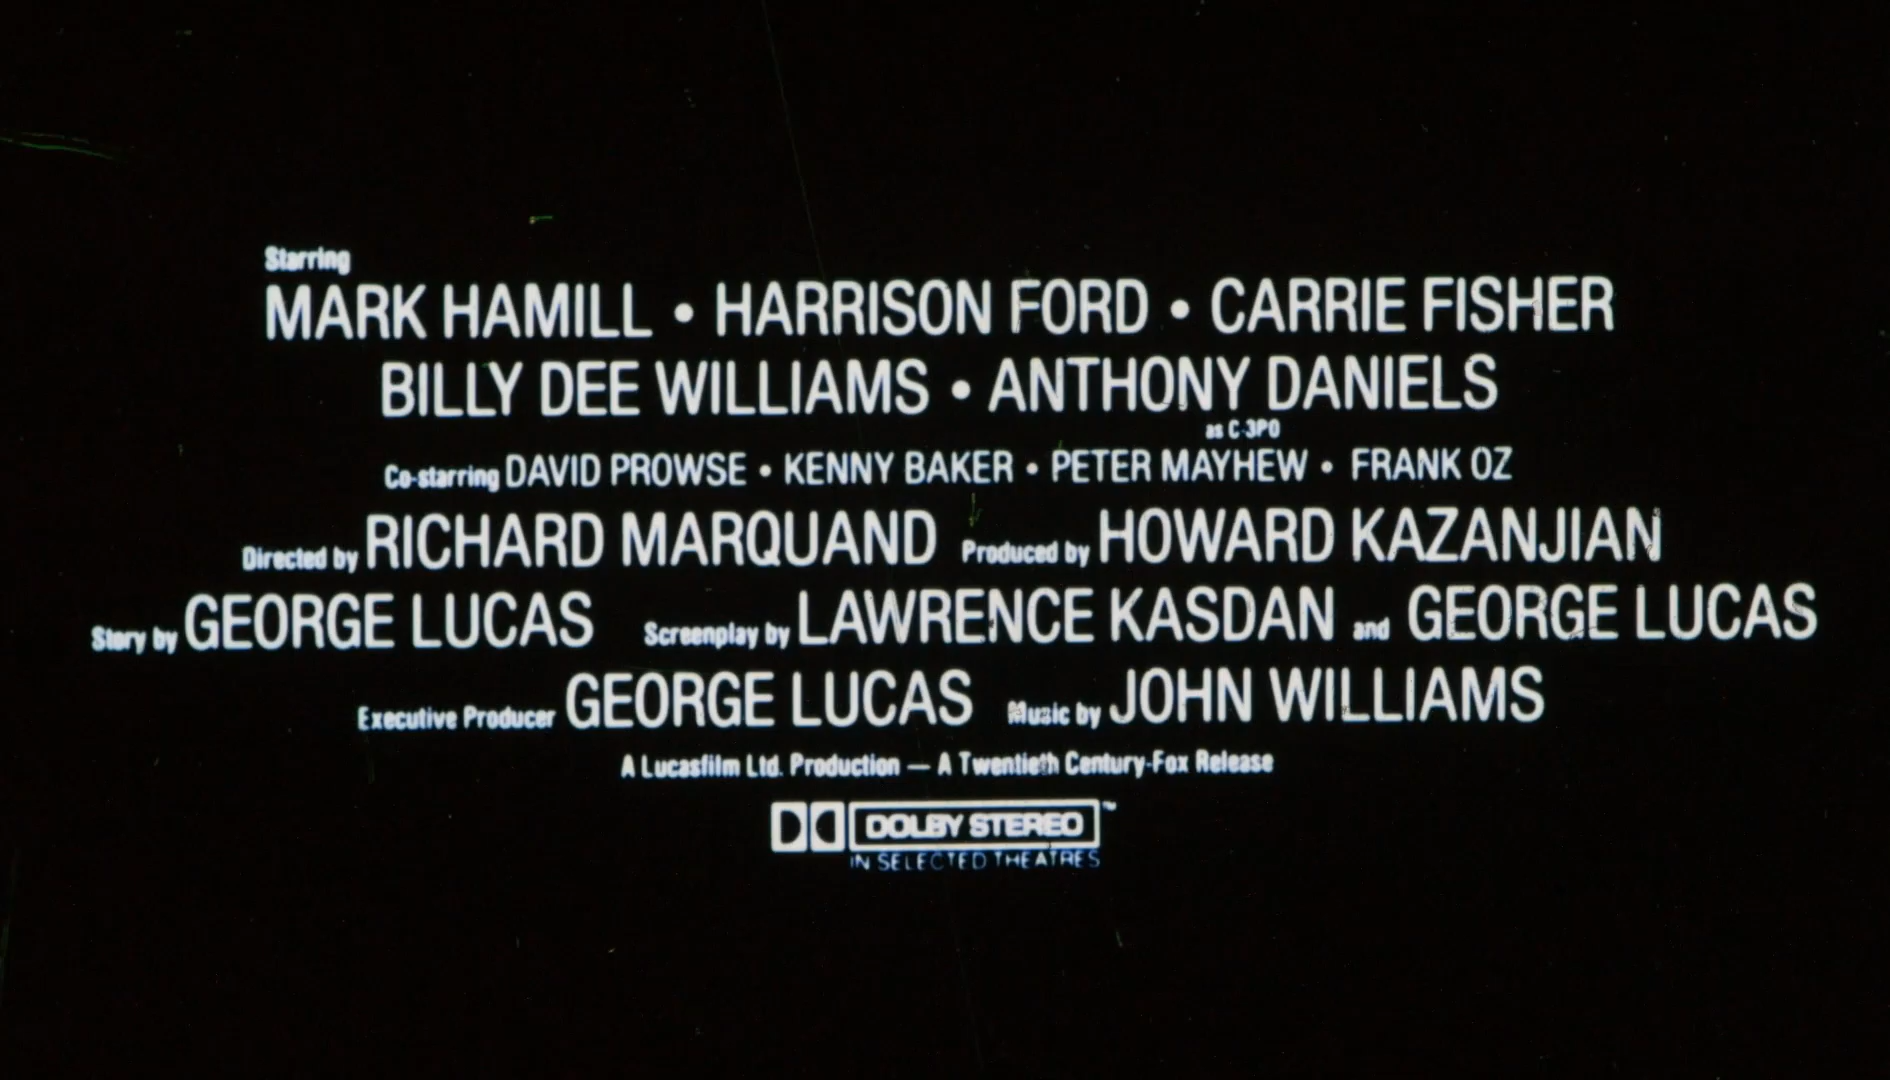 Starring
MARK HAMILL • HARRISON FORD • CARRIE FISHER
BILLY DEE WILLIAMS • ANTHONY DANIELS
as C-3PO
Co-starring DAVID PROWSE • KENNY BAKER • PETER MAYHEW • FRANK OZ
Directed by RICHARD MARQUAND Produced by HOWARD KAZANJIAN
Story by GEORGE LUCAS Screenplay by LAWRENCE KASDAN and GEORGE LUCAS
Executive Producer GEORGE LUCAS Music by JOHN WILLIAMS
A Lucasfilm Ltd. Production — A Twentieth Century-Fox Release
DOLBY STEREO ™
IN SELECTED THEATRES